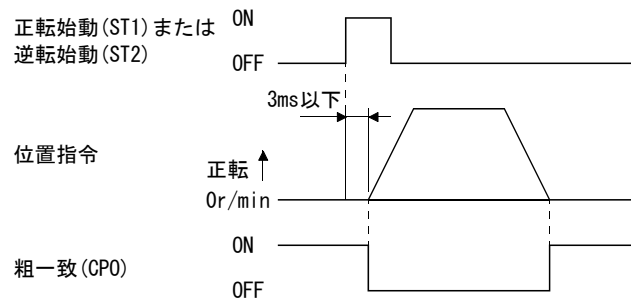 正転始動(ST1)または
逆転始動(ST2)
ON
OFF
3ms以下
位置指令
正転
0r/min
粗一致(CPO)
ON
OFF